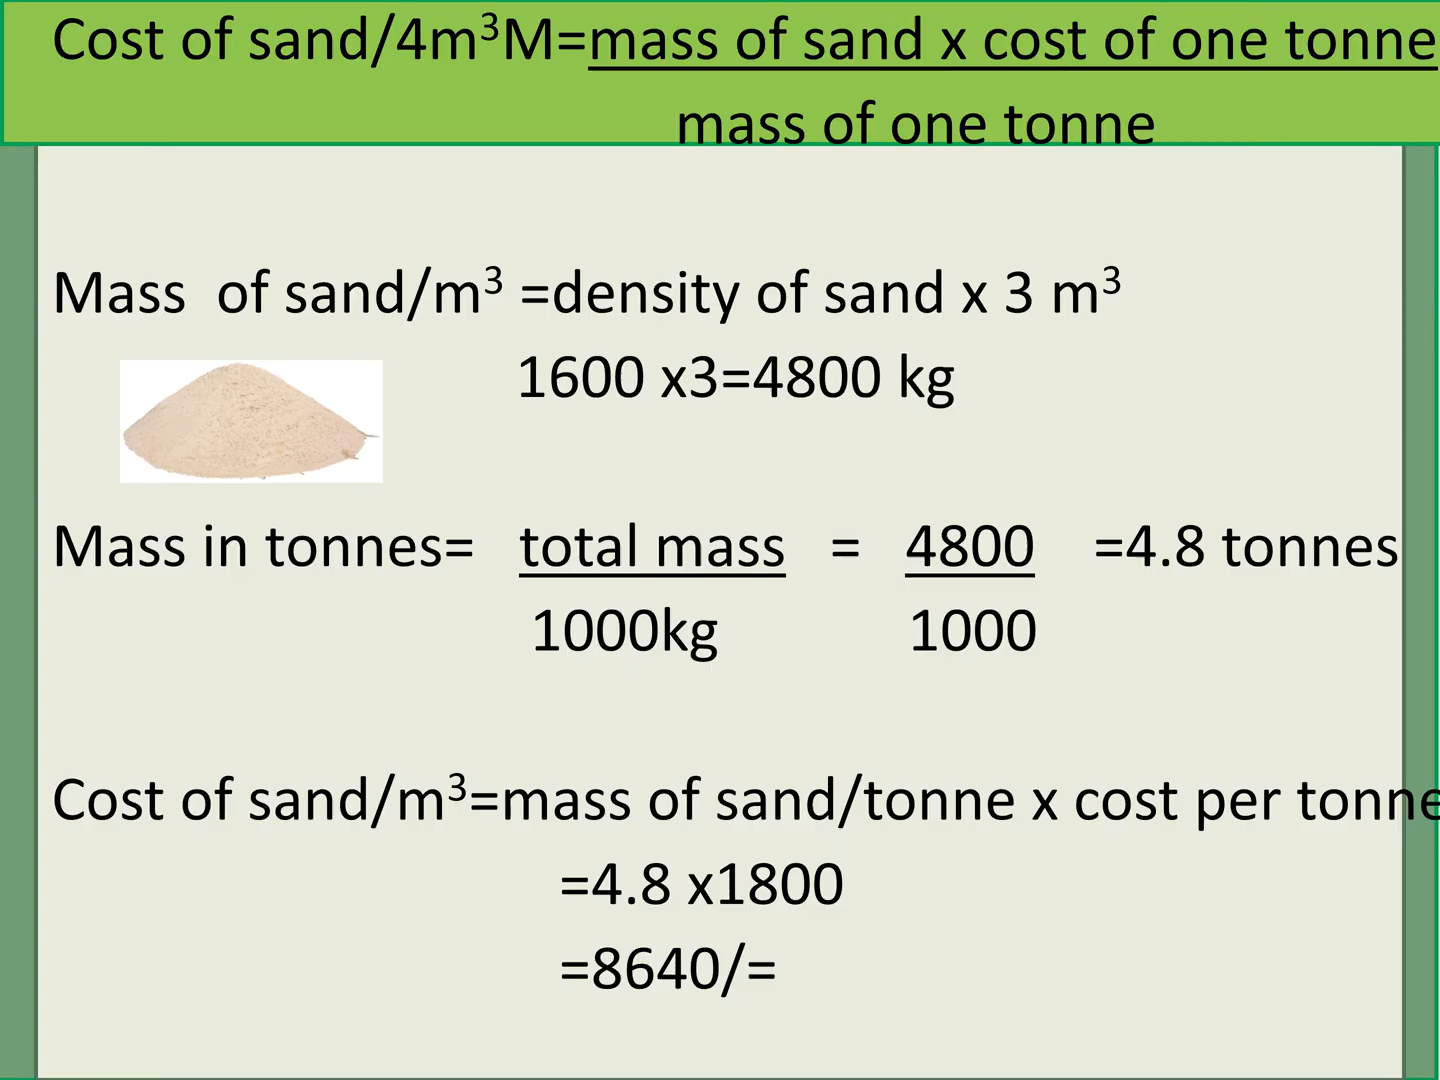 Cost of sand/4m³M=mass of sand x cost of one tonne
mass of one tonne
Mass of sand/m³ =density of sand x 3 m³
1600 x3=4800 kg
Mass in tonnes= total mass = 4800 =4.8 tonnes
1000kg 1000
Cost of sand/m³=mass of sand/tonne x cost per tonne
=4.8 x1800
=8640/=